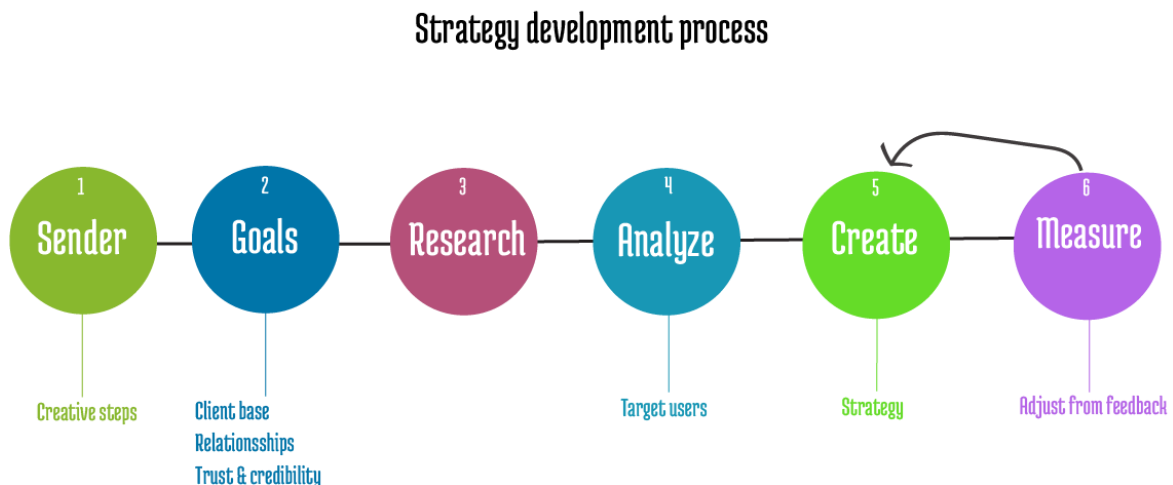 Strategy development process
1
Sender
2
Goals
3
Research
4
Analyze
5
Create
6
Measure
Creative steps
Client base
Relationsships
Trust & credibility
Target users
Strategy
Adjust from feedback